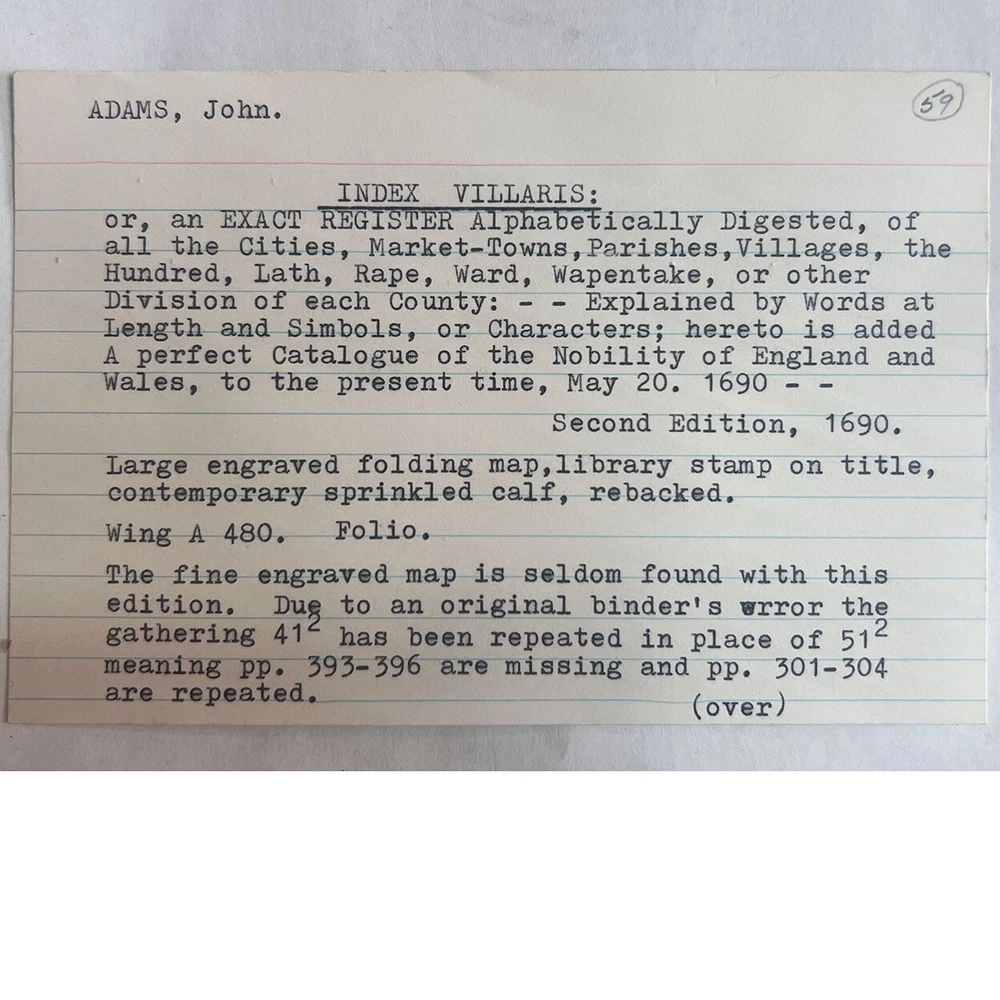 ADAMS, John.
59
INDEX VILLARIS:
or, an EXACT REGISTER Alphabetically Digested, of
all the Cities, Market-Towns,Parishes,Villages, the
Hundred, Lath, Rape, Ward, Wapentake, or other
Division of each County: - - Explained by Words at
Length and Simbols, or Characters; hereto is added
A perfect Catalogue of the Nobility of England and
Wales, to the present time, May 20. 1690 - -
Second Edition, 1690.
Large engraved folding map,library stamp on title,
contemporary sprinkled calf, rebacked.
Wing A 480. Folio.
The fine engraved map is seldom found with this
edition. Due to an original binder's wrror the
gathering 41² has been repeated in place of 51²
meaning pp. 393-396 are missing and pp. 301-304
are repeated.
(over)